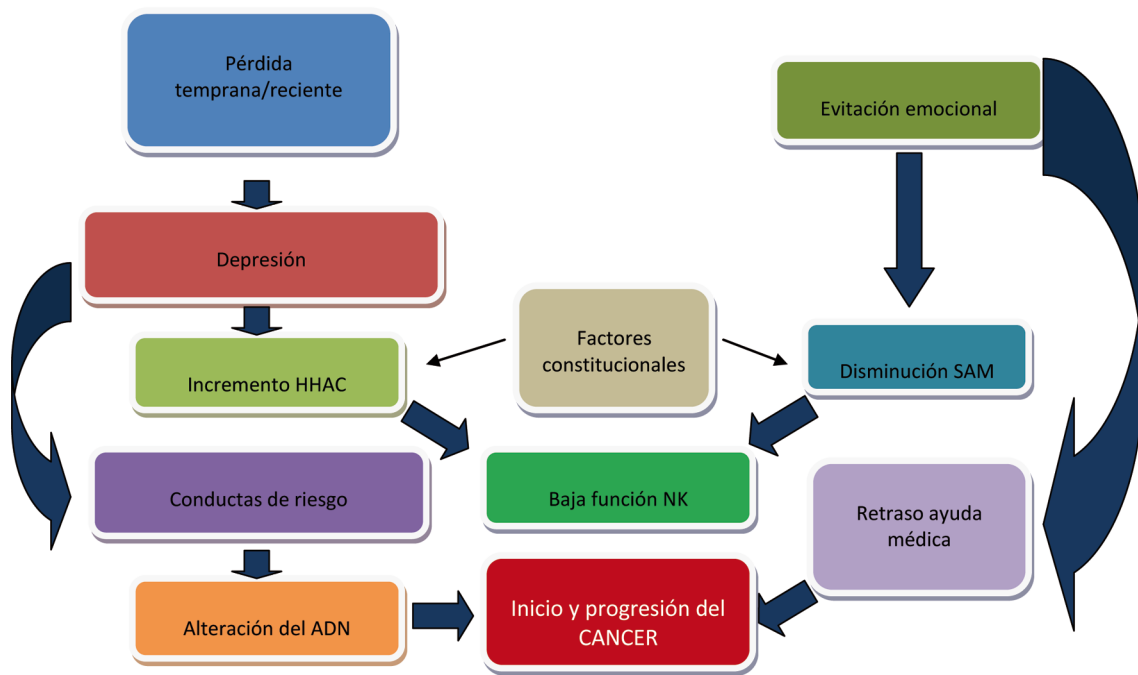 Pérdida
temprana/reciente
Evitación emocional
Depresión
Factores
constitucionales
Incremento HHAC
Disminución SAM
Conductas de riesgo
Baja función NK
Retraso ayuda
médica
Alteración del ADN
Inicio y progresión del
CANCER